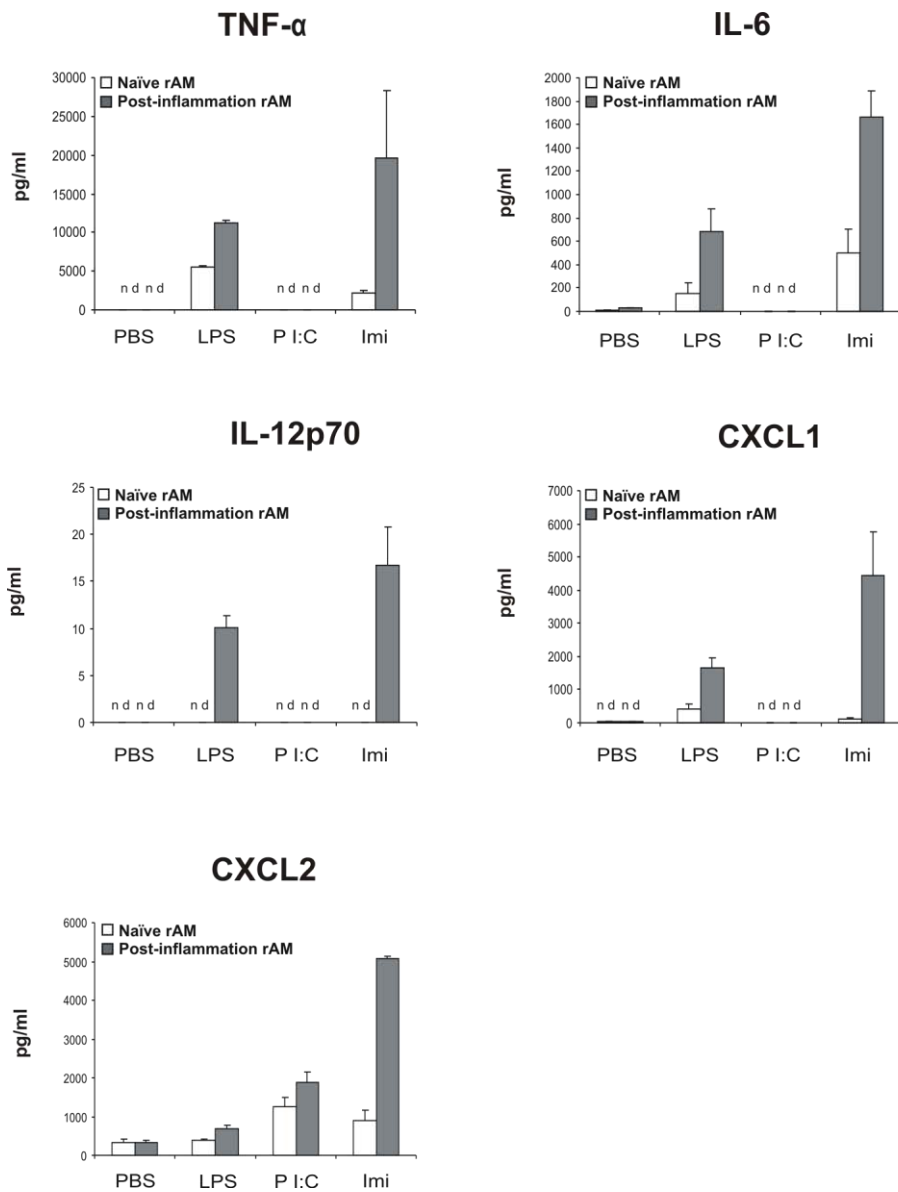 TNF-α
30000
25000
20000
15000
10000
5000
0
pg/ml
Naïve rAM
Post-inflammation rAM
n d n d
n d n d
PBS LPS P I:C Imi
IL-6
2000
1800
1600
1400
1200
1000
800
600
400
200
0
pg/ml
Naïve rAM
Post-inflammation rAM
n d n d
PBS LPS P I:C Imi
IL-12p70
25
20
15
10
5
0
pg/ml
Naïve rAM
Post-inflammation rAM
n d n d n d n d n d n d
PBS LPS P I:C Imi
CXCL1
7000
6000
5000
4000
3000
2000
1000
0
pg/ml
Naïve rAM
Post-inflammation rAM
n d n d n d n d
PBS LPS P I:C Imi
CXCL2
6000
5000
4000
3000
2000
1000
0
pg/ml
Naïve rAM
Post-inflammation rAM
PBS LPS P I:C Imi